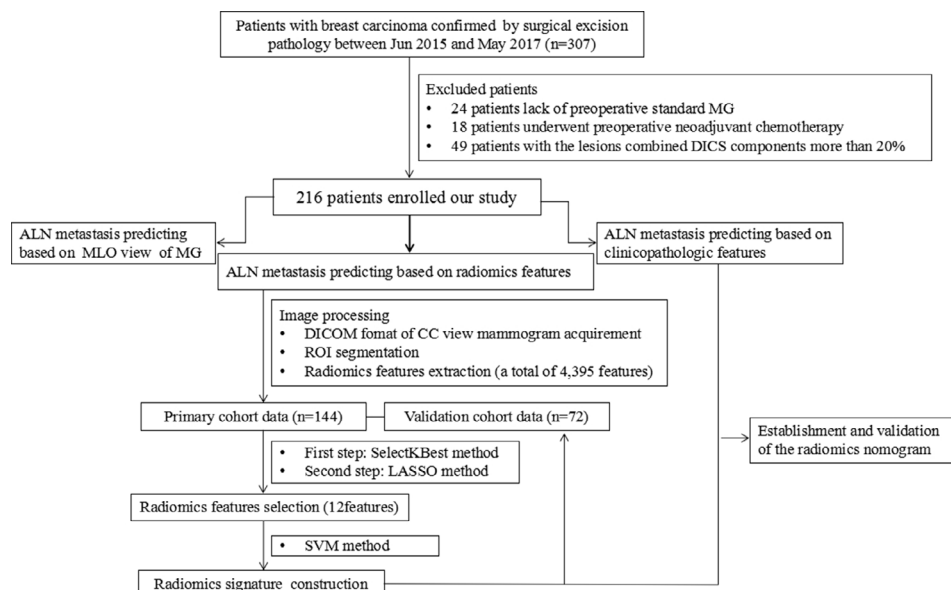 Patients with breast carcinoma confirmed by surgical excision
pathology between Jun 2015 and May 2017 (n=307)
Excluded patients
• 24 patients lack of preoperative standard MG
• 18 patients underwent preoperative neoadjuvant chemotherapy
• 49 patients with the lesions combined DICS components more than 20%
216 patients enrolled our study
ALN metastasis predicting
based on MLO view of MG
ALN metastasis predicting based on radiomics features
ALN metastasis predicting based on
clinicopathologic features
Image processing
• DICOM fomat of CC view mammogram acquirement
• ROI segmentation
• Radiomics features extraction (a total of 4,395 features)
Primary cohort data (n=144)
Validation cohort data (n=72)
Establishment and validation
of the radiomics nomogram
• First step: SelectKBest method
• Second step: LASSO method
Radiomics features selection (12features)
• SVM method
Radiomics signature construction